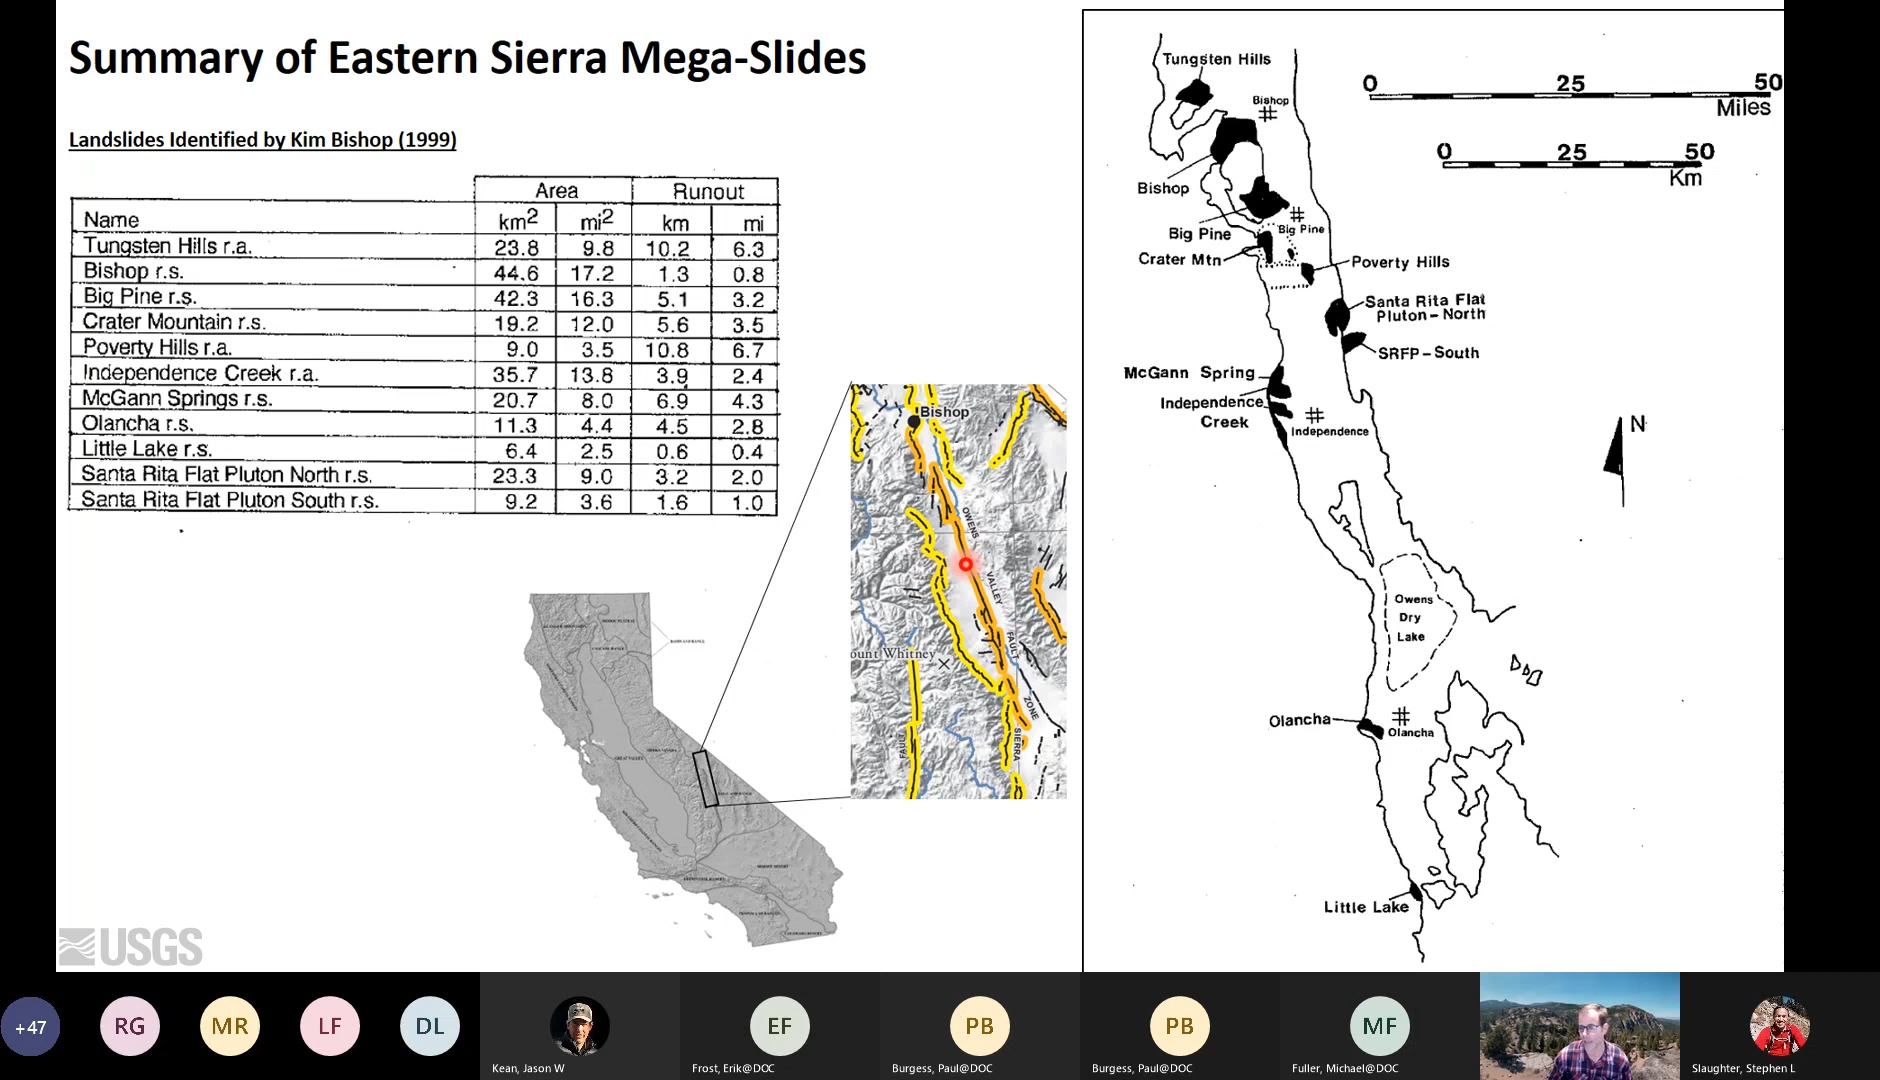 Summary of Eastern Sierra Mega-Slides
Landslides Identified by Kim Bishop (1999)
Area Runout
Name km2 mi2 km mi
Tungsten Hills r.a. 23.8 9.8 10.2 6.3
Bishop r.s. 44.6 17.2 1.3 0.8
Big Pine r.s. 42.3 16.3 5.1 3.2
Crater Mountain r.s. 19.2 12.0 5.6 3.5
Poverty Hills r.a. 9.0 3.5 10.8 6.7
Independence Creek r.a. 35.7 13.8 3.9 2.4
McGann Springs r.s. 20.7 8.0 6.9 4.3
Olancha r.s. 11.3 4.4 4.5 2.8
Little Lake r.s. 6.4 2.5 0.6 0.4
Santa Rita Flat Pluton North r.s. 23.3 9.0 3.2 2.0
Santa Rita Flat Pluton South r.s. 9.2 3.6 1.6 1.0
Bishop
OWENS
VALLEY
FAULT
ount Whitney
ZONE
SIERRA
FAULT
USGS
Tungsten Hills
0 25 50
Miles
Bishop
0 25 50
Km
Bishop
Big Pine
Big Pine
Crater Mtn
Poverty Hills
Santa Rita Flat
Pluton-North
SRFP-South
McGann Spring
Independence
Creek
Independence
N
Owens
Dry
Lake
Olancha
Olancha
Little Lake
+47
RG
MR
LF
DL
Kean, Jason W
EF
Frost, Erik@DOC
PB
Burgess, Paul@DOC
PB
Burgess, Paul@DOC
MF
Fuller, Michael@DOC
Slaughter, Stephen L